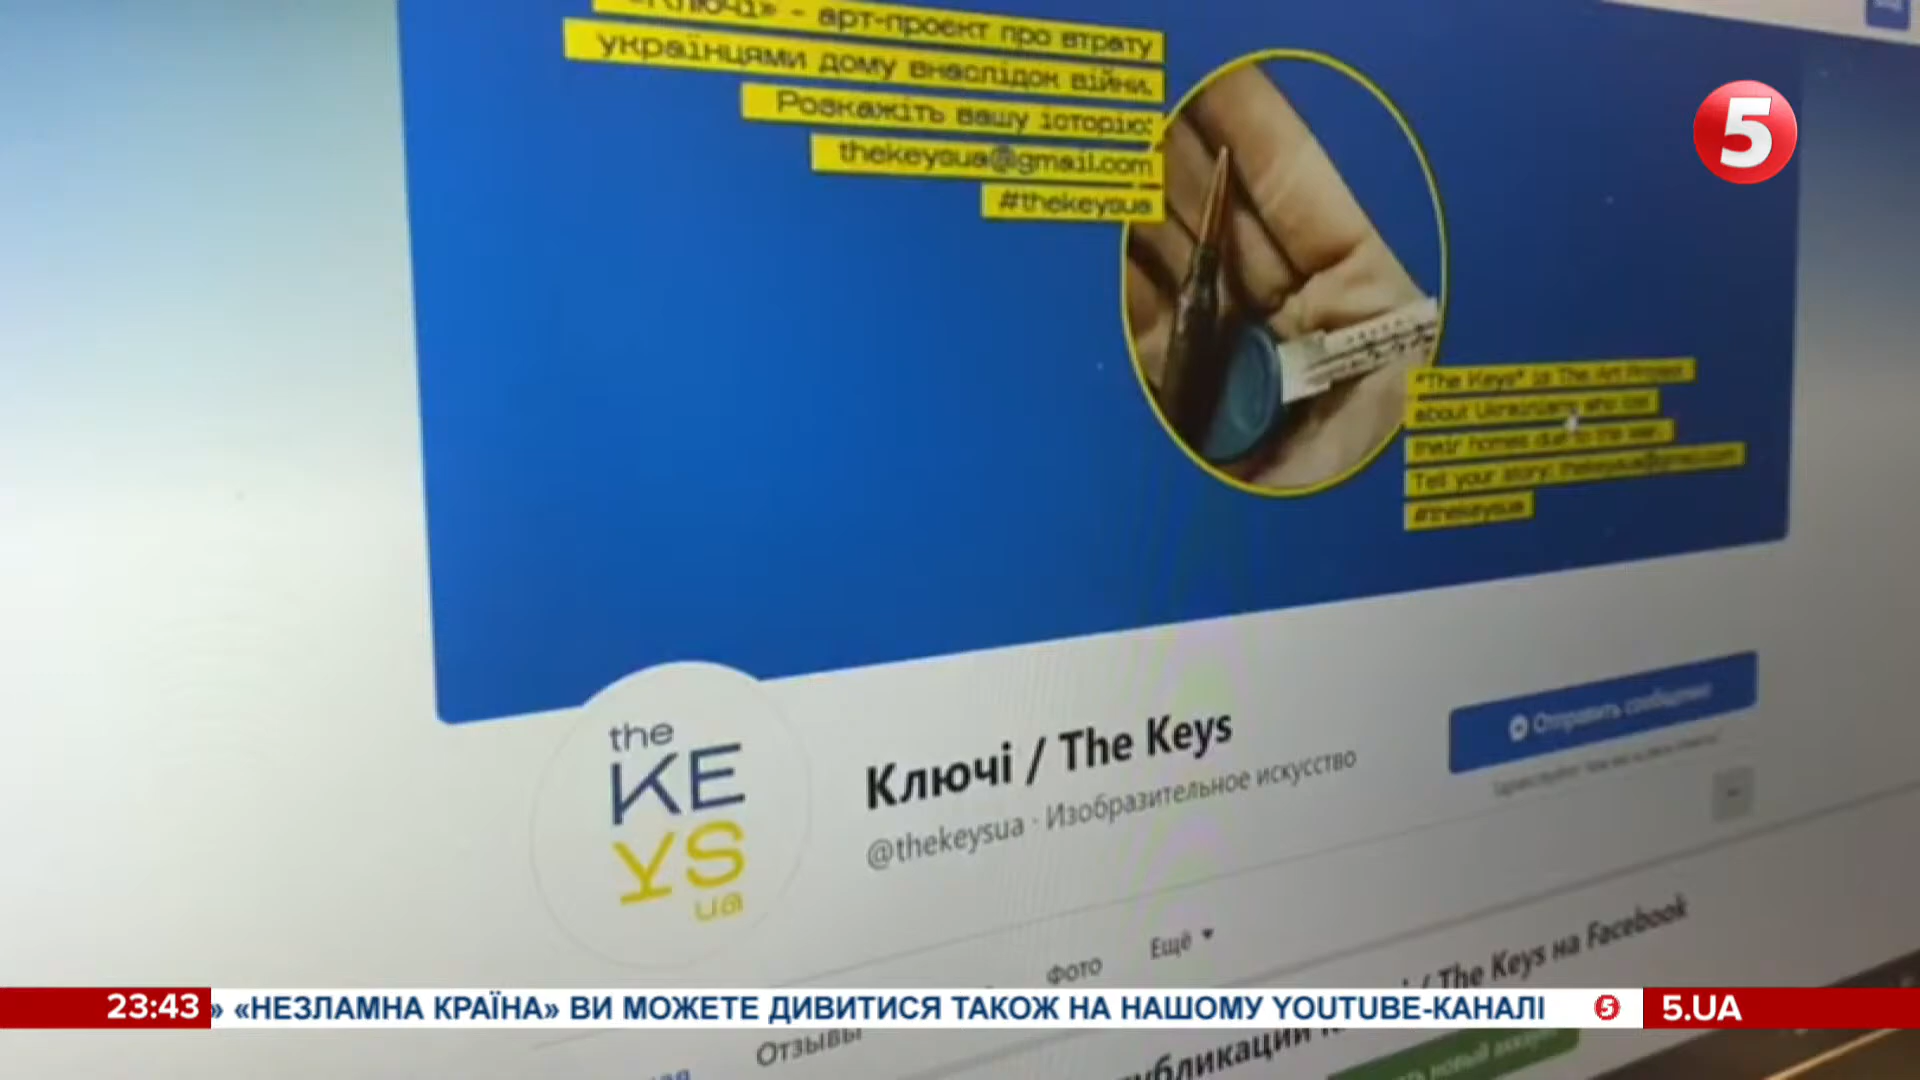 «Ключі» - арт-проєкт про втрату
українцями дому внаслідок війни.
Розкажіть вашу історію:
thekeysua@gmail.com
#thekeysua
5
"The Keys" is The Art Project
about Ukrainians who lost
their homes due to the war.
Tell your story: thekeysua@gmail.com
#thekeysua
the
KE
YS
ua
Ключі / The Keys
@thekeysua · Изобразительное искусство
Отправить сообщение
Фото
Ещё
/ The Keys на Facebook
23:43
» «НЕЗЛАМНА КРАЇНА» ВИ МОЖЕТЕ ДИВИТИСЯ ТАКОЖ НА НАШОМУ YOUTUBE-КАНАЛІ
5
5.UA
Отзывы